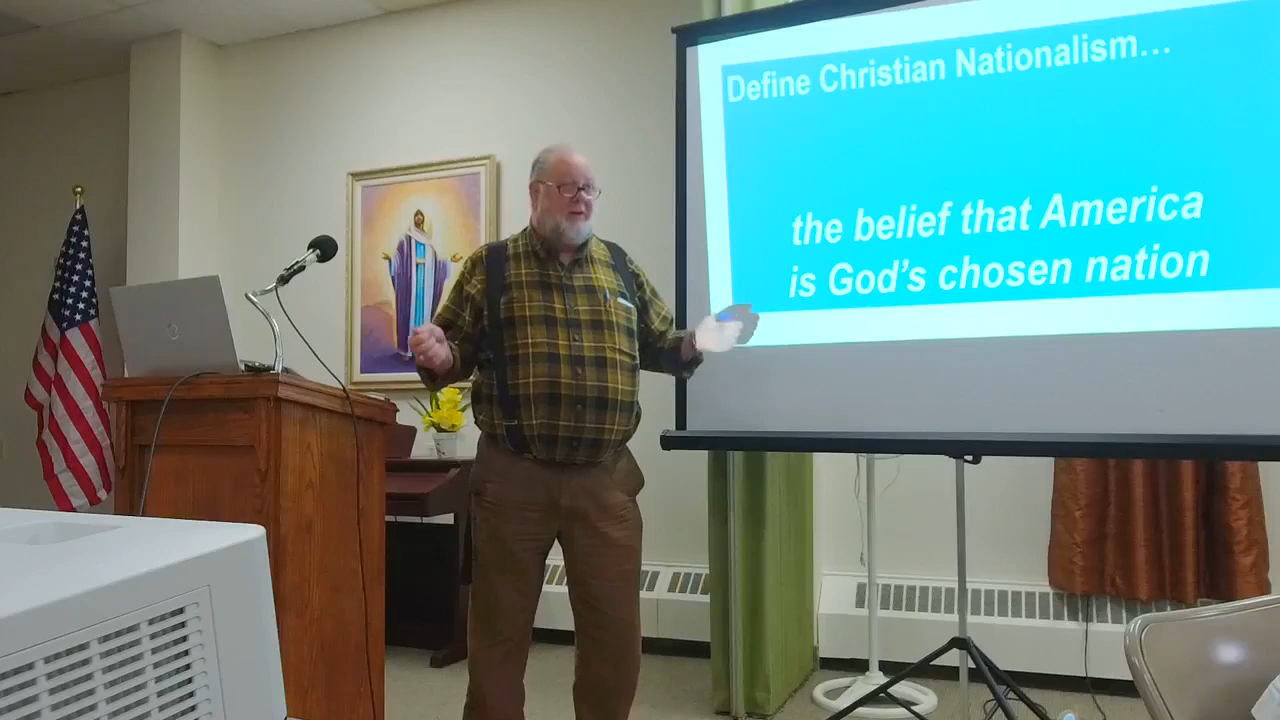 Define Christian Nationalism…
the belief that America
is God’s chosen nation